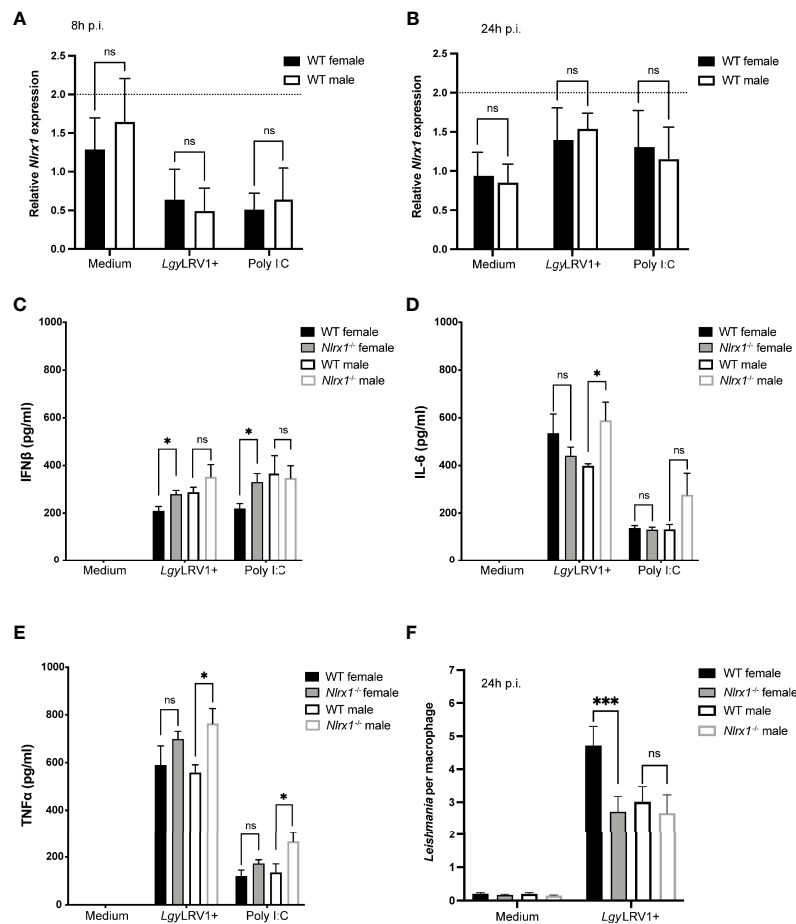 A
8h p.i.
Relative Nlrx1 expression
2.5
2.0
1.5
1.0
0.5
0.0
ns
ns
ns
Medium
LgyLRV1+
Poly I:C
WT female
WT male
B
24h p.i.
Relative Nlrx1 expression
2.5
2.0
1.5
1.0
0.5
0.0
ns
ns
ns
Medium
LgyLRV1+
Poly I:C
WT female
WT male
C
IFNβ (pg/ml)
1000
800
600
400
200
0
*
ns
*
ns
Medium
LgyLRV1+
Poly I:C
WT female
Nlrx1-/- female
WT male
Nlrx1-/- male
D
IL-6 (pg/ml)
1000
800
600
400
200
0
ns
*
ns
ns
Medium
LgyLRV1+
Poly I:C
WT female
Nlrx1-/- female
WT male
Nlrx1-/- male
E
TNFα (pg/ml)
1000
800
600
400
200
0
ns
*
ns
*
Medium
LgyLRV1+
Poly I:C
WT female
Nlrx1-/- female
WT male
Nlrx1-/- male
F
24h p.i.
Leishmania per macrophage
7
6
5
4
3
2
1
0
***
ns
Medium
LgyLRV1+
WT female
Nlrx1-/- female
WT male
Nlrx1-/- male